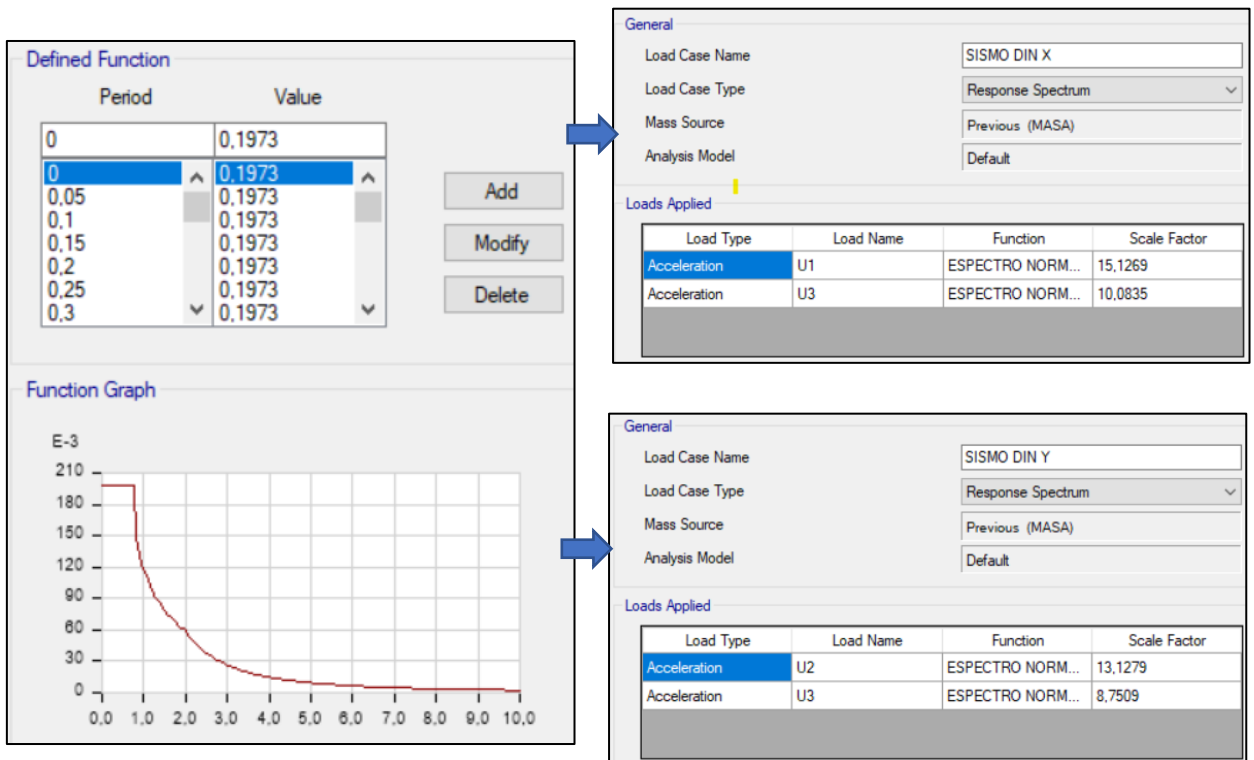 Defined Function
Period Value
0 0,1973
0 0,1973
0,05 0,1973
0,1 0,1973
0,15 0,1973
0,2 0,1973
0,25 0,1973
0,3 0,1973
Add
Modify
Delete
Function Graph
E-3
210
180
150
120
90
60
30
0
0,0 1,0 2,0 3,0 4,0 5,0 6,0 7,0 8,0 9,0 10,0
General
Load Case Name SISMO DIN X
Load Case Type Response Spectrum
Mass Source Previous (MASA)
Analysis Model Default
Loads Applied
Load Type Load Name Function Scale Factor
Acceleration U1 ESPECTRO NORM... 15,1269
Acceleration U3 ESPECTRO NORM... 10,0835
General
Load Case Name SISMO DIN Y
Load Case Type Response Spectrum
Mass Source Previous (MASA)
Analysis Model Default
Loads Applied
Load Type Load Name Function Scale Factor
Acceleration U2 ESPECTRO NORM... 13,1279
Acceleration U3 ESPECTRO NORM... 8,7509